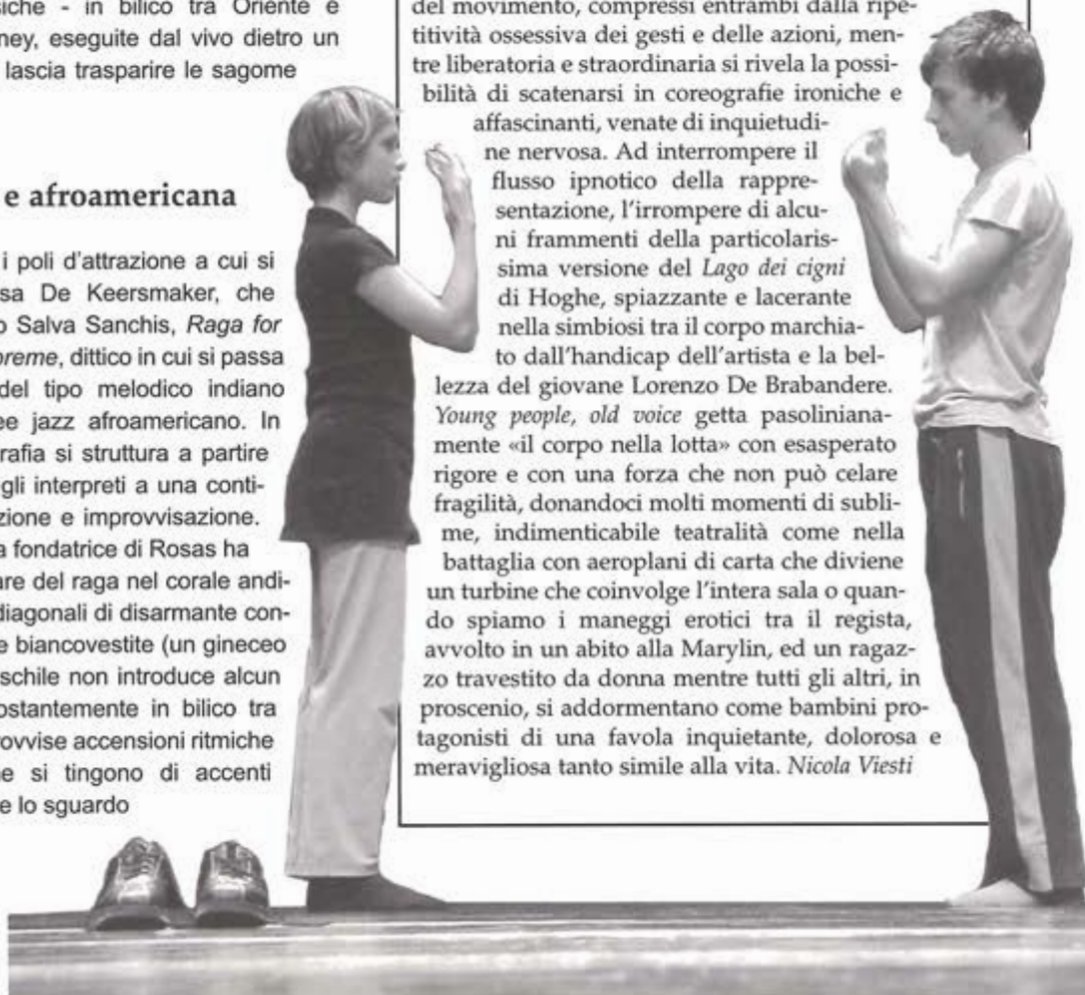 siche - in bilico tra Oriente e
ney, eseguite dal vivo dietro un
lascia trasparire le sagome
e afroamericana
i poli d'attrazione a cui si
sa De Keersmaker, che
o Salva Sanchis, Raga for
oreme, dittico in cui si passa
del tipo melodico indiano
ee jazz afroamericano. In
rafia si struttura a partire
gli interpreti a una conti-
zione e improvvisazione.
a fondatrice di Rosas ha
are del raga nel corale andi-
diagonali di disarmante con-
e biancovestite (un gineceo
schile non introduce alcun
ostantemente in bilico tra
rovvise accensioni ritmiche
e si tingono di accenti
e lo sguardo
del movimento, compressi entrambi dalla ripe-
titività ossessiva dei gesti e delle azioni, men-
tre liberatoria e straordinaria si rivela la possi-
bilità di scatenarsi in coreografie ironiche e
affascinanti, venate di inquietudi-
ne nervosa. Ad interrompere il
flusso ipnotico della rappre-
sentazione, l'irrompere di alcu-
ni frammenti della particolaris-
sima versione del Lago dei cigni
di Hoghe, spiazzante e lacerante
nella simbiosi tra il corpo marchia-
to dall'handicap dell'artista e la bel-
lezza del giovane Lorenzo De Brabandere.
Young people, old voice getta pasoliniana-
mente «il corpo nella lotta» con esasperato
rigore e con una forza che non può celare
fragilità, donandoci molti momenti di subli-
me, indimenticabile teatralità come nella
battaglia con aeroplani di carta che diviene
un turbine che coinvolge l'intera sala o quan-
do spiamo i maneggi erotici tra il regista,
avvolto in un abito alla Marylin, ed un ragaz-
zo travestito da donna mentre tutti gli altri, in
proscenio, si addormentano come bambini pro-
tagonisti di una favola inquietante, dolorosa e
meravigliosa tanto simile alla vita. Nicola Viesti